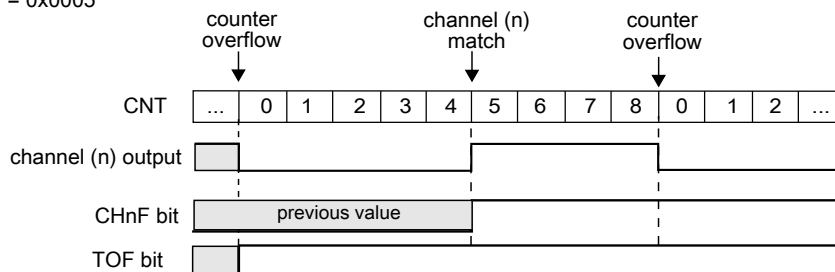 = 0x0005
counter overflow
channel (n) match
counter overflow
CNT ... 0 1 2 3 4 5 6 7 8 0 1 2 ...
channel (n) output
CHnF bit previous value
TOF bit